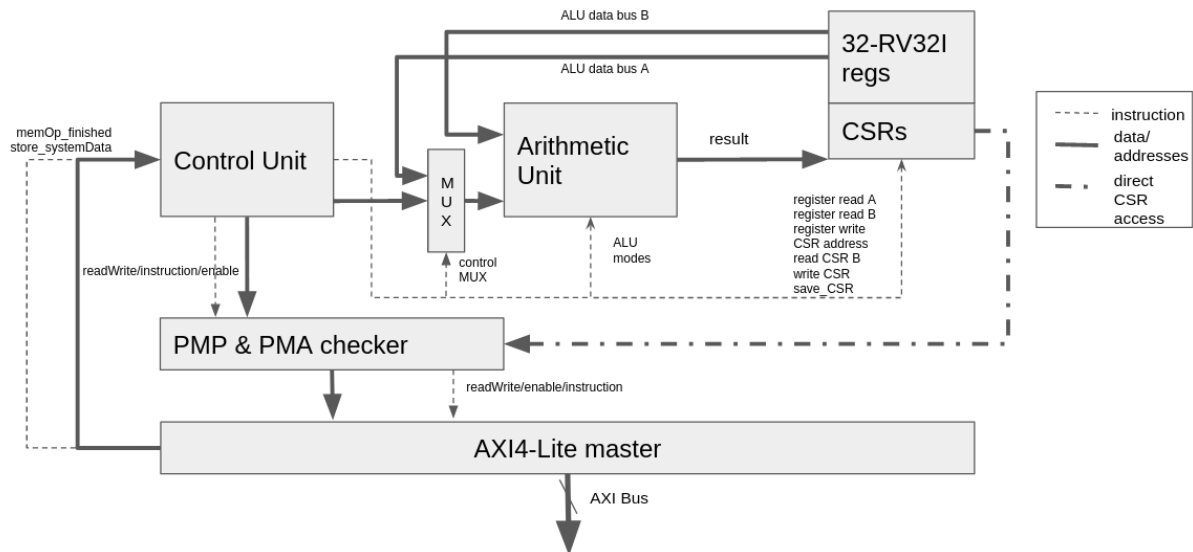 ALU data bus B
ALU data bus A
32-RV32I
regs
CSRs
instruction
data/
addresses
direct
CSR
access
memOp_finished
store_systemData
Control Unit
M
U
X
Arithmetic
Unit
result
register read A
register read B
register write
CSR address
read CSR B
write CSR
save_CSR
ALU
modes
control
MUX
readWrite/instruction/enable
PMP & PMA checker
readWrite/enable/instruction
AXI4-Lite master
AXI Bus